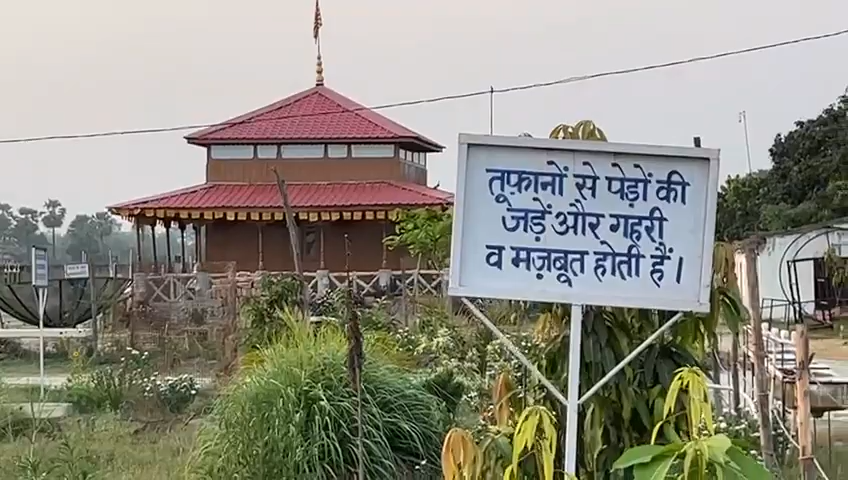 तूफ़ानों से पेड़ों की
जड़ें और गहरी
व मज़बूत होती हैं।